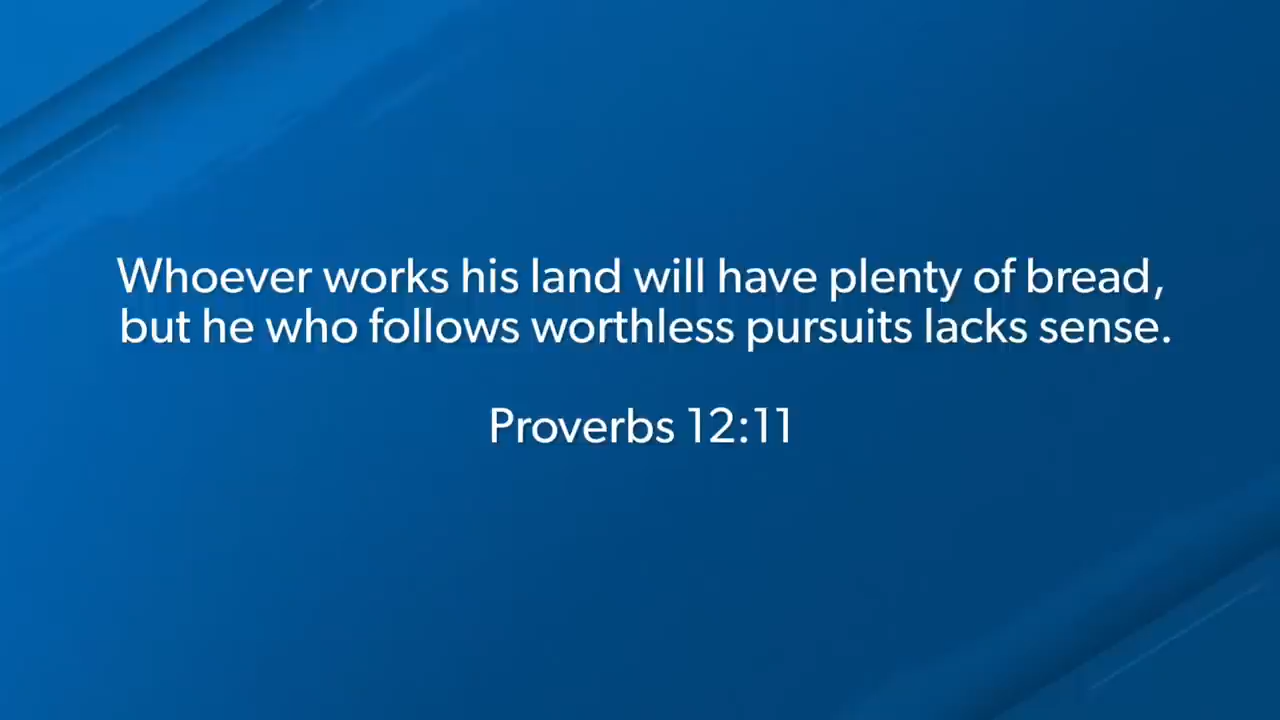 Whoever works his land will have plenty of bread,
but he who follows worthless pursuits lacks sense.
Proverbs 12:11